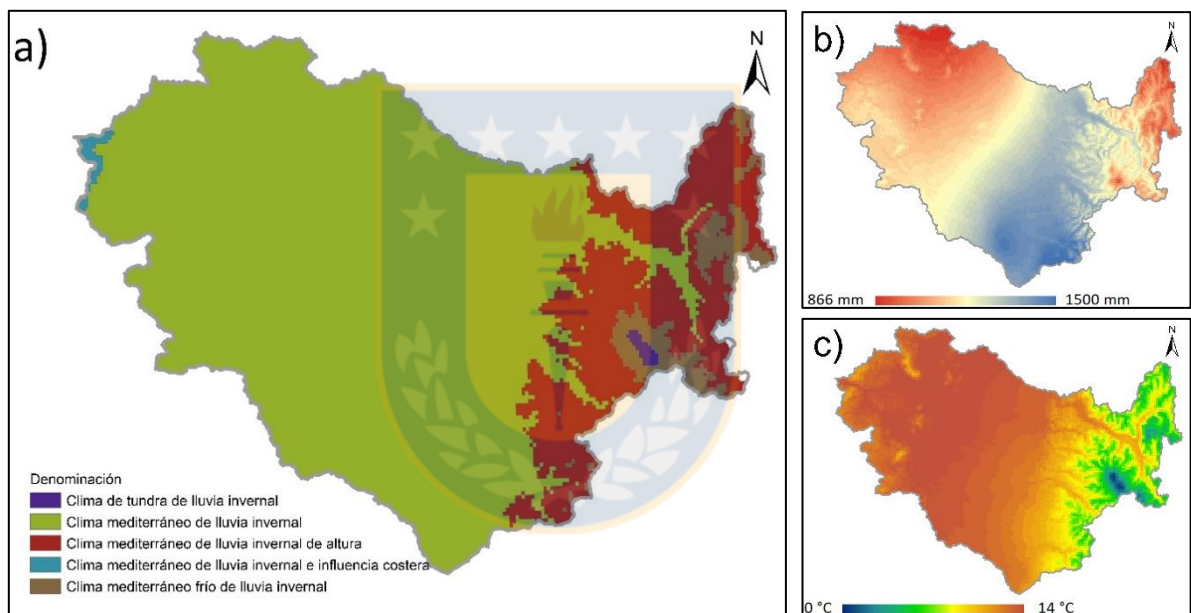 a)
N
Denominación
Clima de tundra de lluvia invernal
Clima mediterráneo de lluvia invernal
Clima mediterráneo de lluvia invernal de altura
Clima mediterráneo de lluvia invernal e influencia costera
Clima mediterráneo frío de lluvia invernal
b)
N
866 mm 1500 mm
c)
N
0 °C 14 °C